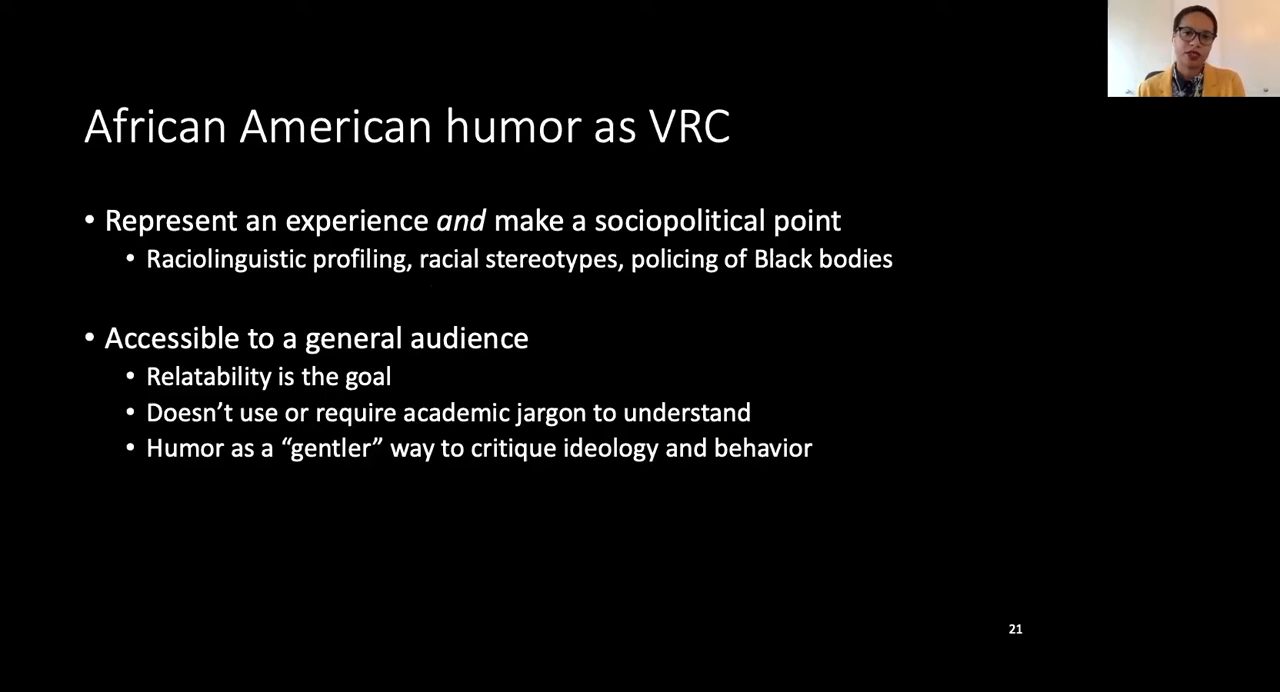 African American humor as VRC
• Represent an experience and make a sociopolitical point
• Raciolinguistic profiling, racial stereotypes, policing of Black bodies
• Accessible to a general audience
• Relatability is the goal
• Doesn’t use or require academic jargon to understand
• Humor as a “gentler” way to critique ideology and behavior
21